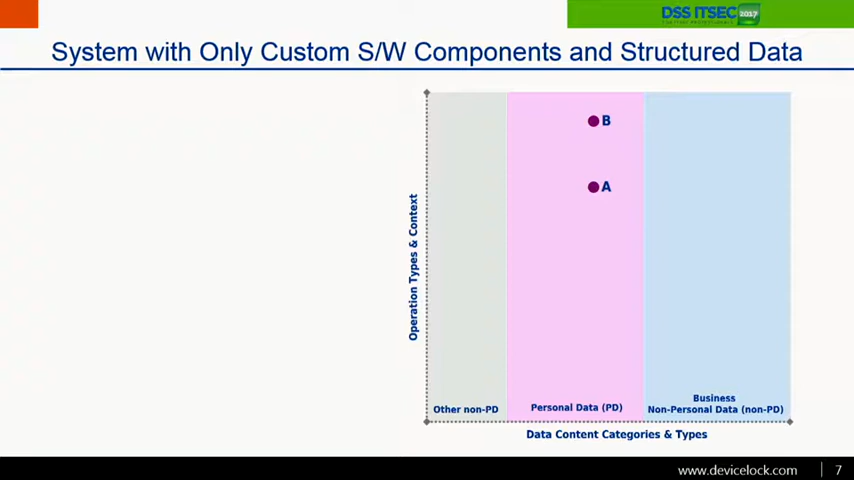 DSS ITSEC 2017
System with Only Custom S/W Components and Structured Data
B
A
Operation Types & Context
Other non-PD
Personal Data (PD)
Business
Non-Personal Data (non-PD)
Data Content Categories & Types
www.devicelock.com
7